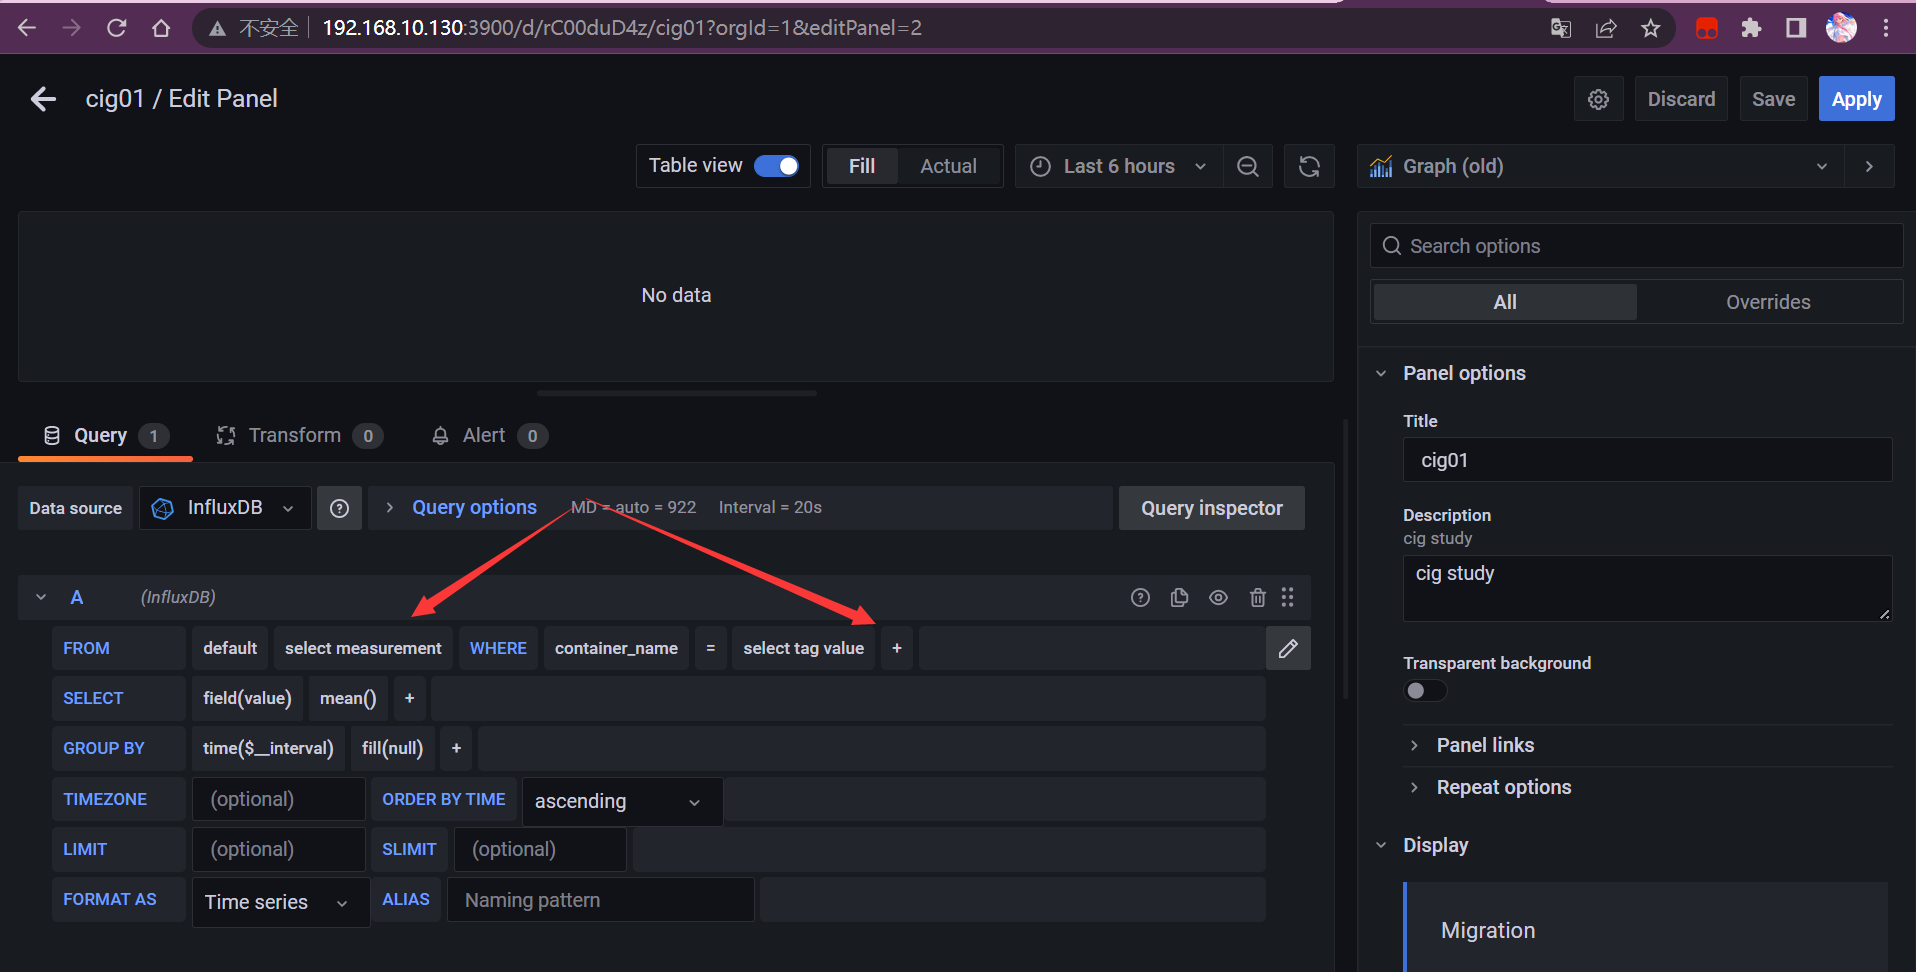 不安全 192.168.10.130:3900/d/rC00duD4z/cig01?orgId=1&editPanel=2
cig01 / Edit Panel
Discard
Save
Apply
Table view
Fill
Actual
Last 6 hours
Graph (old)
No data
Search options
All
Overrides
Panel options
Title
cig01
Description
cig study
cig study
Transparent background
Panel links
Repeat options
Display
Migration
Query 1
Transform 0
Alert 0
Data source InfluxDB Query options MD = auto = 922 Interval = 20s Query inspector
A (InfluxDB)
FROM default select measurement WHERE container_name = select tag value +
SELECT field(value) mean() +
GROUP BY time($__interval) fill(null) +
TIMEZONE (optional) ORDER BY TIME ascending
LIMIT (optional) SLIMIT (optional)
FORMAT AS Time series ALIAS Naming pattern